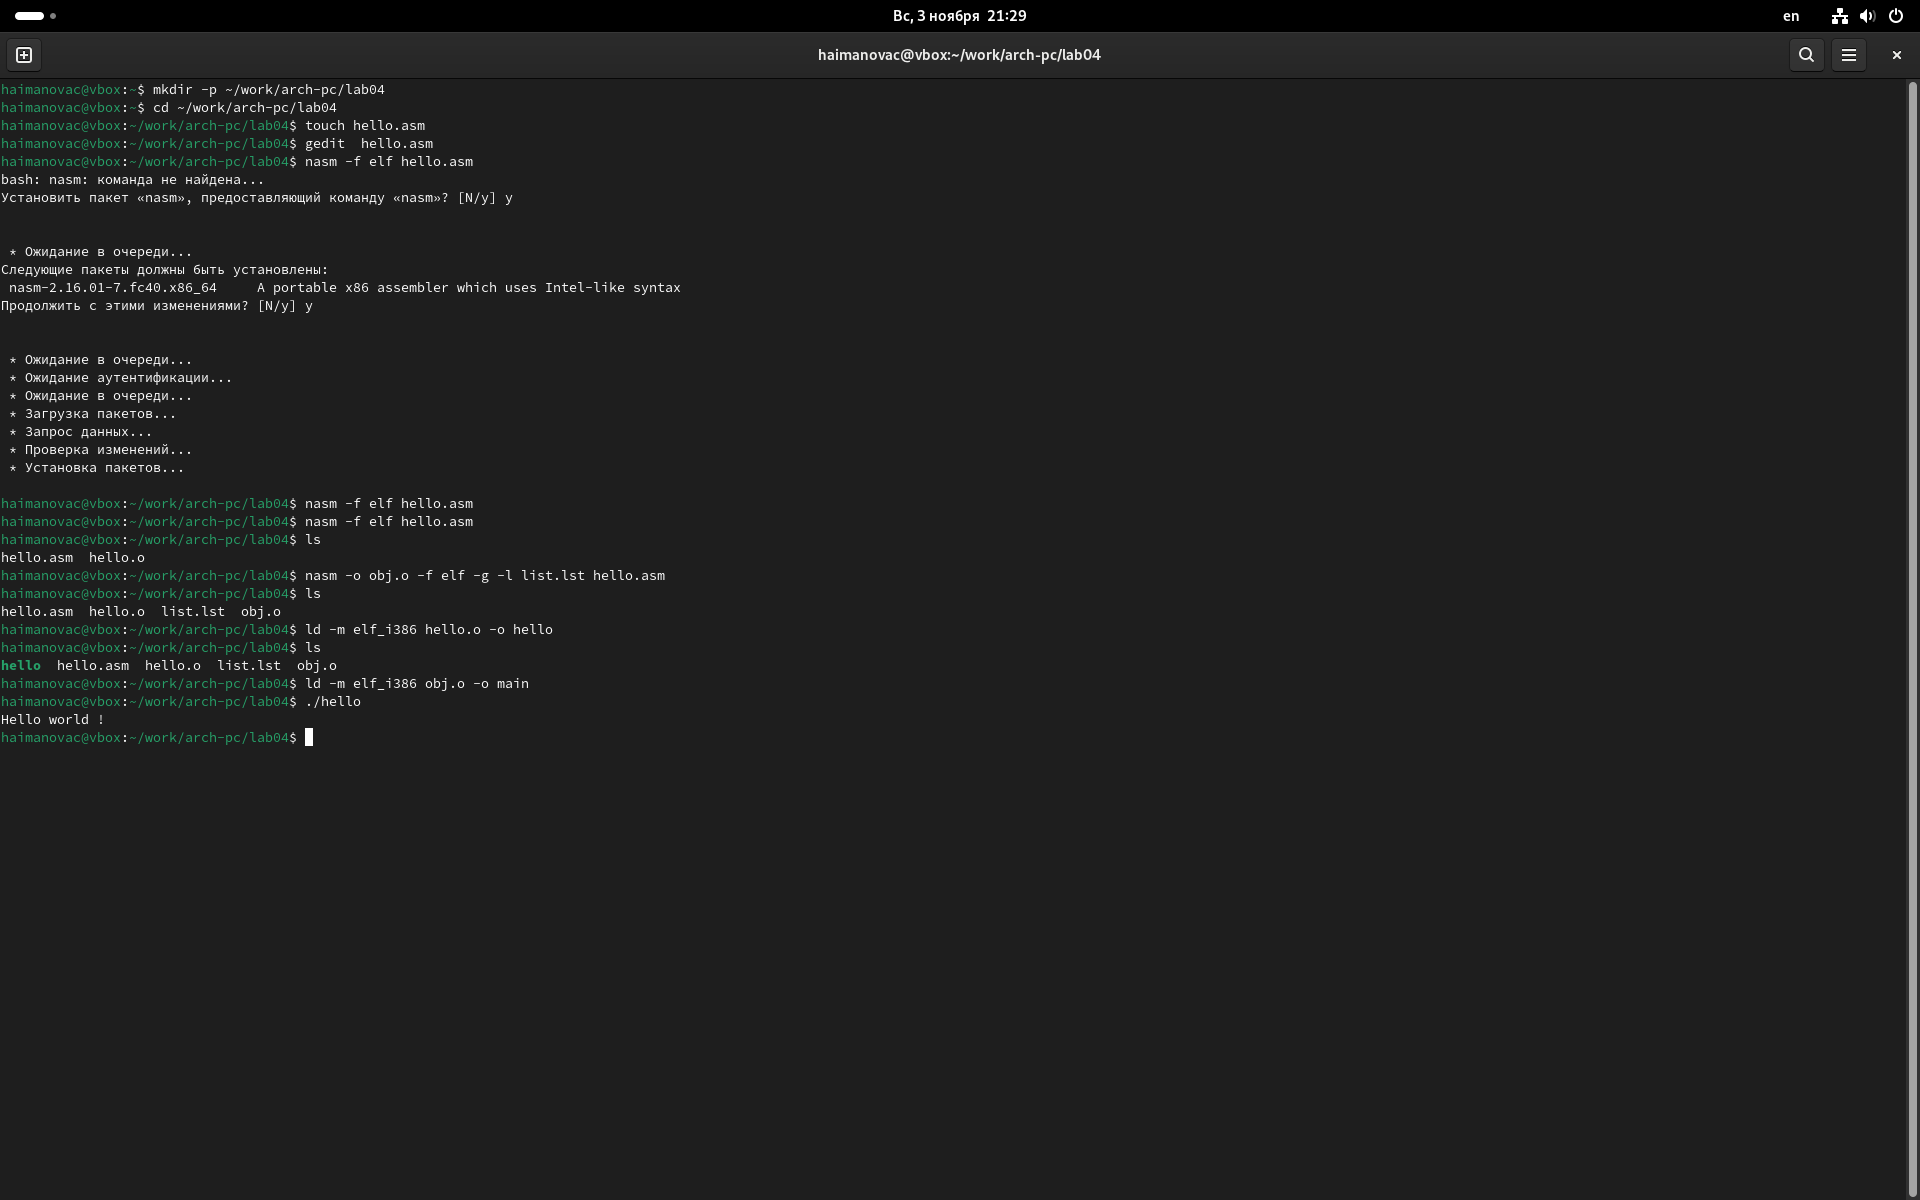 Вс, 3 ноября 21:29
en
haimanovac@vbox:~/work/arch-pc/lab04
haimanovac@vbox:~$ mkdir -p ~/work/arch-pc/lab04
haimanovac@vbox:~$ cd ~/work/arch-pc/lab04
haimanovac@vbox:~/work/arch-pc/lab04$ touch hello.asm
haimanovac@vbox:~/work/arch-pc/lab04$ gedit  hello.asm
haimanovac@vbox:~/work/arch-pc/lab04$ nasm -f elf hello.asm
bash: nasm: команда не найдена...
Установить пакет «nasm», предоставляющий команду «nasm»? [N/y] y
* Ожидание в очереди...
Следующие пакеты должны быть установлены:
nasm-2.16.01-7.fc40.x86_64     A portable x86 assembler which uses Intel-like syntax
Продолжить с этими изменениями? [N/y] y
* Ожидание в очереди...
* Ожидание аутентификации...
* Ожидание в очереди...
* Загрузка пакетов...
* Запрос данных...
* Проверка изменений...
* Установка пакетов...
haimanovac@vbox:~/work/arch-pc/lab04$ nasm -f elf hello.asm
haimanovac@vbox:~/work/arch-pc/lab04$ nasm -f elf hello.asm
haimanovac@vbox:~/work/arch-pc/lab04$ ls
hello.asm  hello.o
haimanovac@vbox:~/work/arch-pc/lab04$ nasm -o obj.o -f elf -g -l list.lst hello.asm
haimanovac@vbox:~/work/arch-pc/lab04$ ls
hello.asm  hello.o  list.lst  obj.o
haimanovac@vbox:~/work/arch-pc/lab04$ ld -m elf_i386 hello.o -o hello
haimanovac@vbox:~/work/arch-pc/lab04$ ls
hello  hello.asm  hello.o  list.lst  obj.o
haimanovac@vbox:~/work/arch-pc/lab04$ ld -m elf_i386 obj.o -o main
haimanovac@vbox:~/work/arch-pc/lab04$ ./hello
Hello world !
haimanovac@vbox:~/work/arch-pc/lab04$